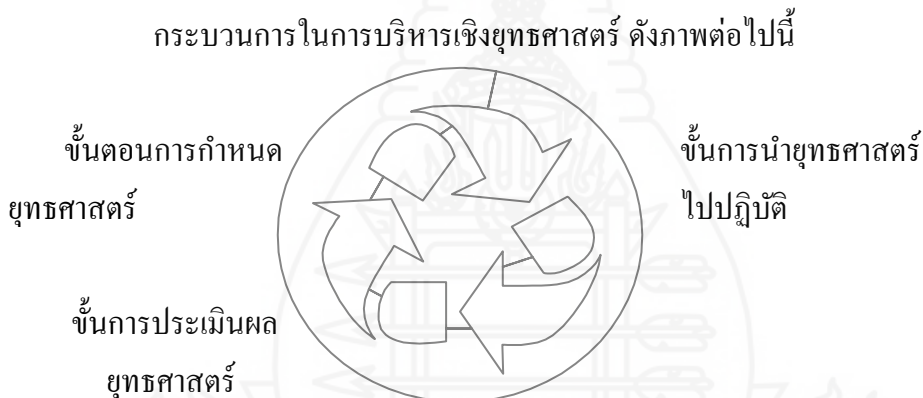 กระบวนการในการบริหารเชิงยุทธศาสตร์ ดังภาพต่อไปนี้
ขั้นตอนการกำหนด
ยุทธศาสตร์
ขั้นการนำยุทธศาสตร์
ไปปฏิบัติ
ขั้นการประเมินผล
ยุทธศาสตร์